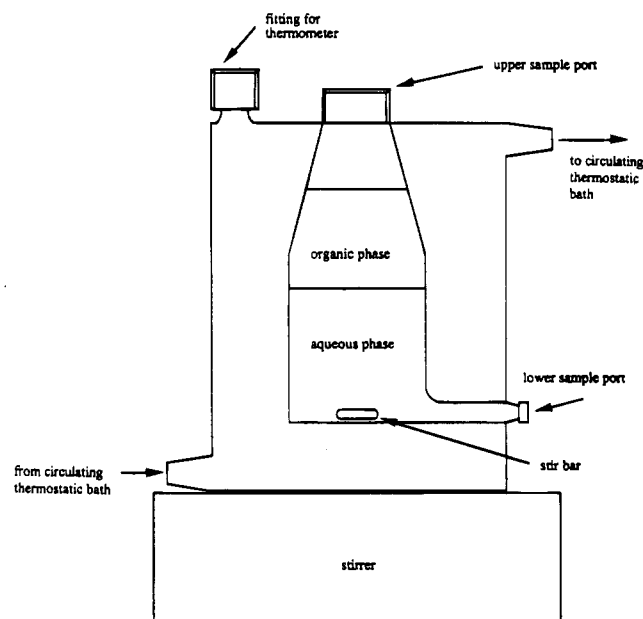 fitting for
thermometer
upper sample port
to circulating
thermostatic
bath
organic phase
aqueous phase
lower sample port
stir bar
from circulating
thermostatic bath
stirrer